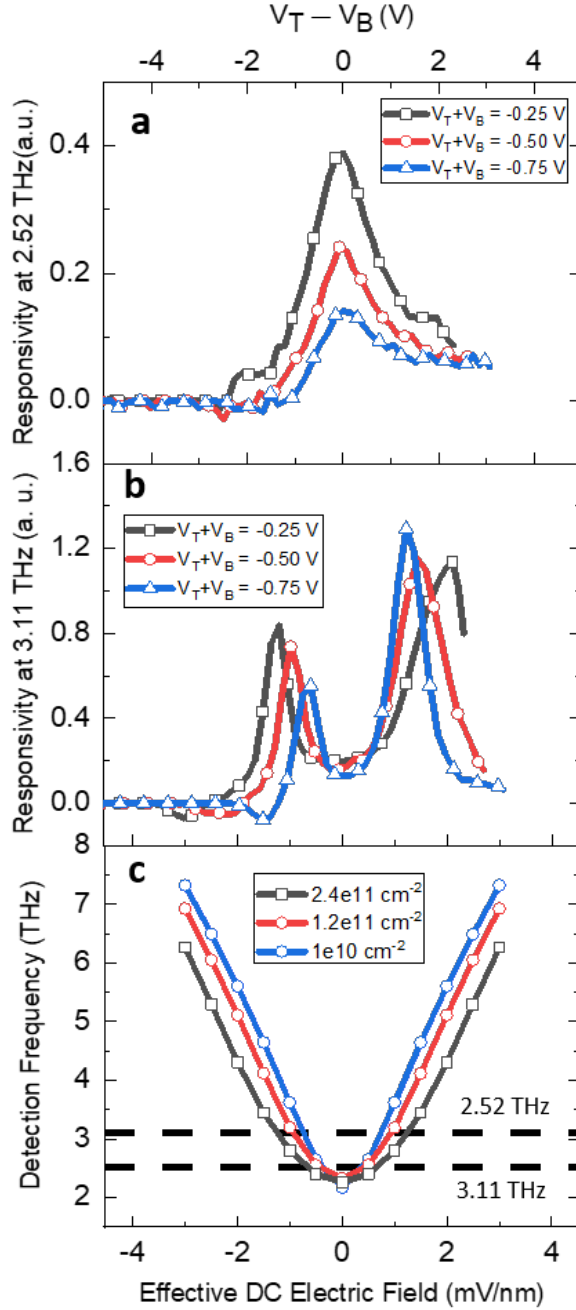 V_T – V_B (V)
-4 -2 0 2 4
a
V_T+V_B = -0.25 V
V_T+V_B = -0.50 V
V_T+V_B = -0.75 V
Responsivity at 2.52 THz(a.u.)
0.4
0.2
0.0
1.6
b
V_T+V_B = -0.25 V
V_T+V_B = -0.50 V
V_T+V_B = -0.75 V
Responsivity at 3.11 THz (a. u.)
1.2
0.8
0.4
0.0
8
c
2.4e11 cm⁻²
1.2e11 cm⁻²
1e10 cm⁻²
Detection Frequency (THz)
7
6
5
4
3
2
2.52 THz
3.11 THz
-4 -2 0 2 4
Effective DC Electric Field (mV/nm)